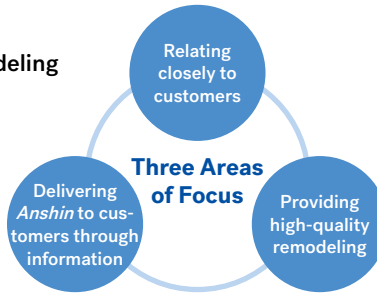 deling
Relating
closely to
customers
Three Areas
of Focus
Delivering
Anshin to cus-
tomers through
information
Providing
high-quality
remodeling